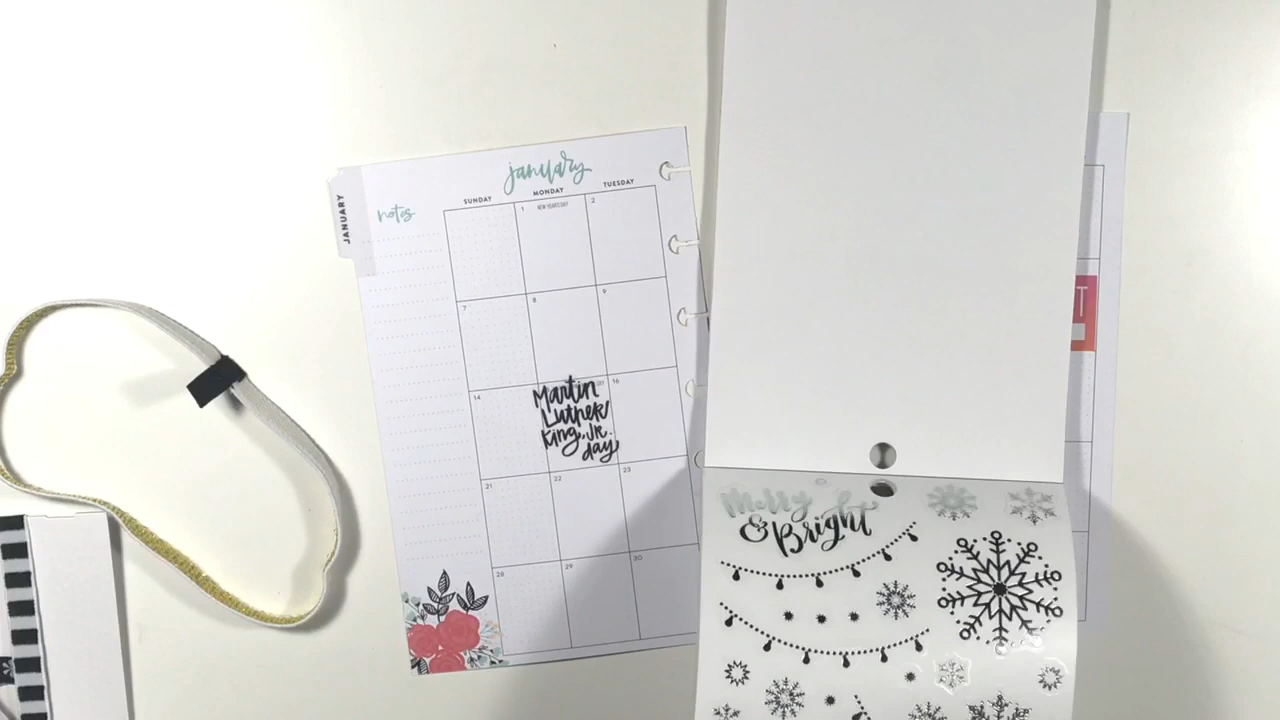 january
JANUARY
notes
SUNDAY MONDAY TUESDAY
1 NEW YEAR'S DAY 2
7 8 9
14 16
Martin
Luther
King, Jr.
day
21 22 23
28 29 30
T
Merry
& Bright